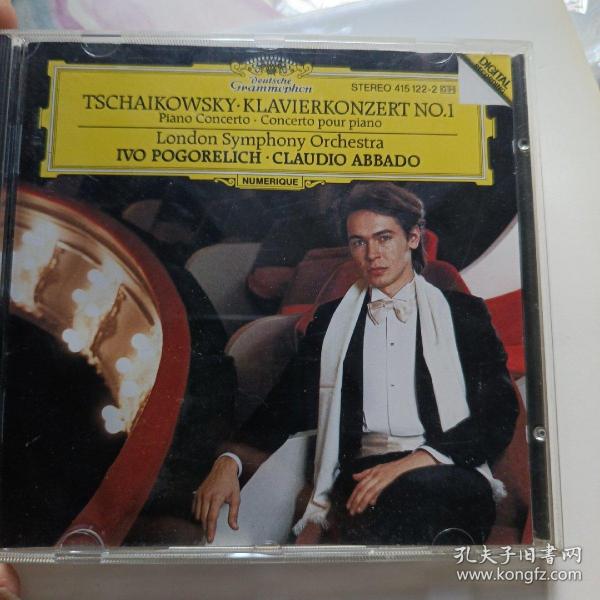 Deutsche
Grammophon
STEREO 415 122-2 GH
DIGITAL
TSCHAIKOWSKY · KLAVIERKONZERT NO.1
Piano Concerto · Concerto pour piano
London Symphony Orchestra
IVO POGORELICH · CLAUDIO ABBADO
NUMERIQUE
孔夫子旧书网
www.kongfz.com